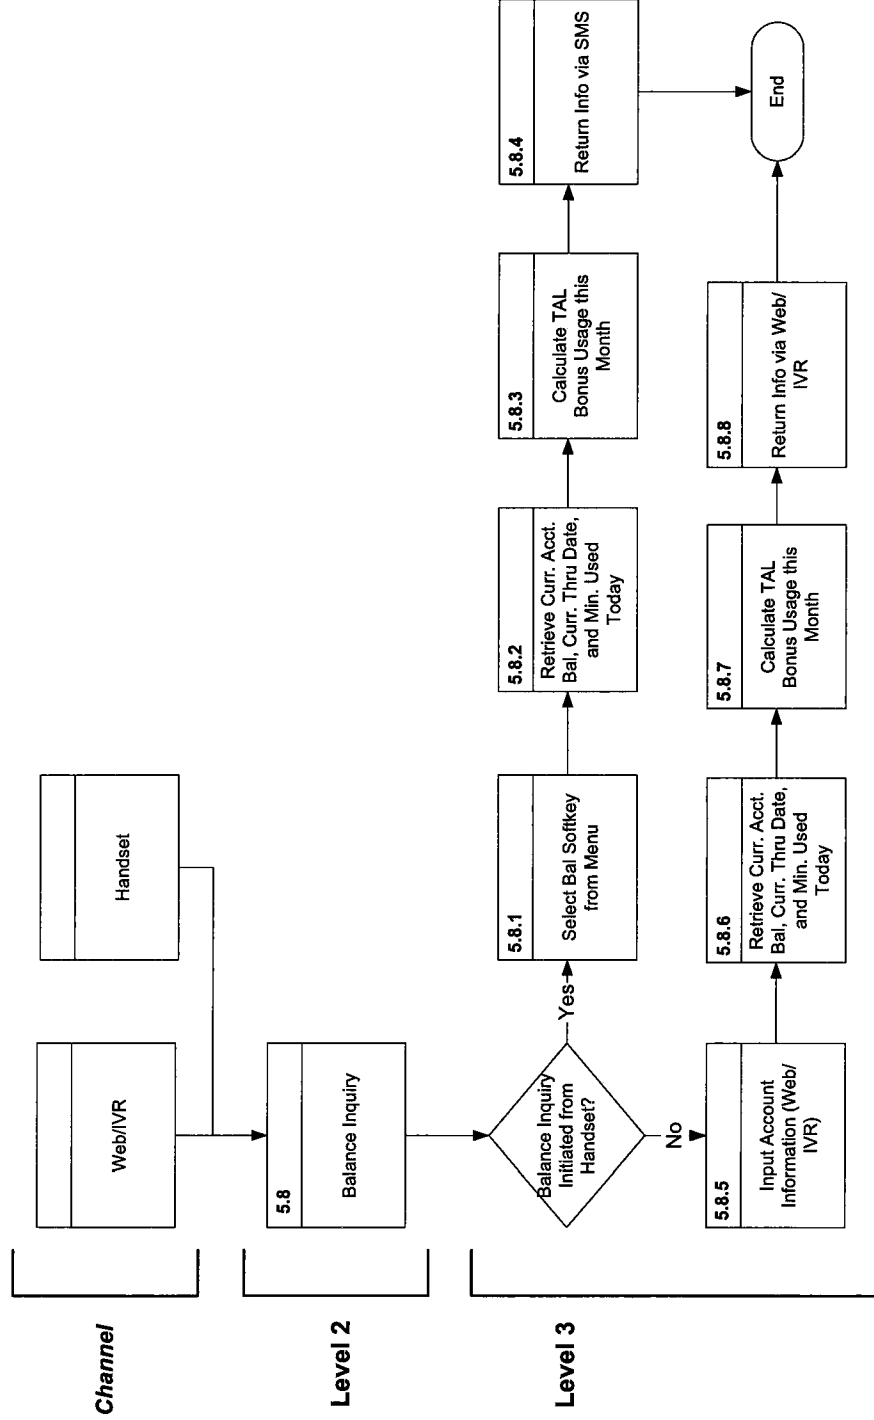 Channel
Web/IVR
Handset
Level 2
5.8
Balance Inquiry
Level 3
Balance Inquiry
Initiated from
Handset?
Yes
No
5.8.1
Select Bal Softkey
from Menu
5.8.2
Retrieve Curr. Acct.
Bal, Curr. Thru Date,
and Min. Used
Today
5.8.3
Calculate TAL
Bonus Usage this
Month
5.8.4
Return Info via SMS
5.8.5
Input Account
Information (Web/
IVR)
5.8.6
Retrieve Curr. Acct.
Bal, Curr. Thru Date,
and Min. Used
Today
5.8.7
Calculate TAL
Bonus Usage this
Month
5.8.8
Return Info via Web/
IVR
End